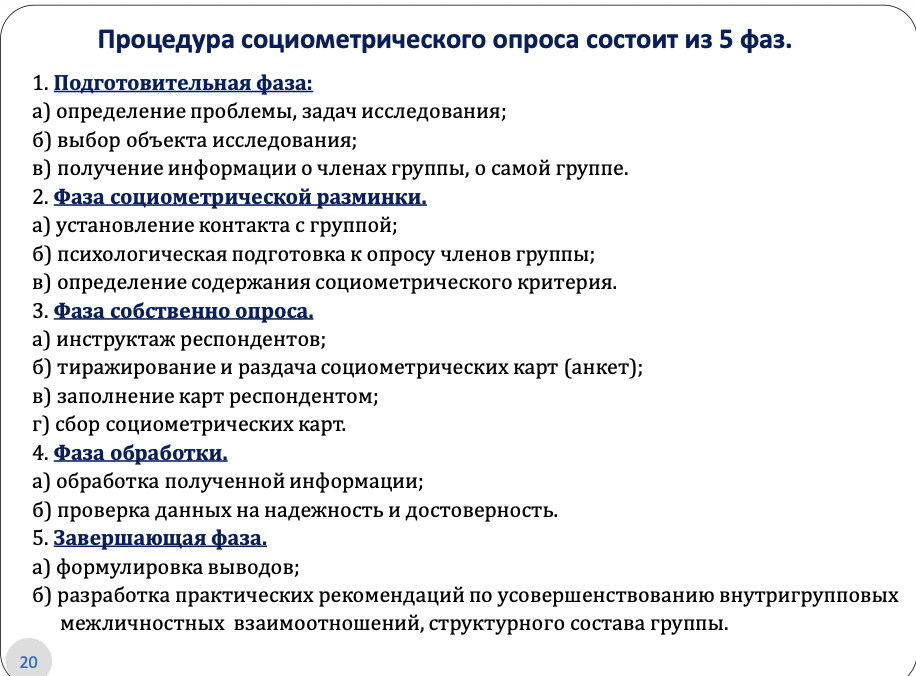 Процедура социометрического опроса состоит из 5 фаз.
1. Подготовительная фаза:
а) определение проблемы, задач исследования;
б) выбор объекта исследования;
в) получение информации о членах группы, о самой группе.
2. Фаза социометрической разминки.
а) установление контакта с группой;
б) психологическая подготовка к опросу членов группы;
в) определение содержания социометрического критерия.
3. Фаза собственно опроса.
а) инструктаж респондентов;
б) тиражирование и раздача социометрических карт (анкет);
в) заполнение карт респондентом;
г) сбор социометрических карт.
4. Фаза обработки.
а) обработка полученной информации;
б) проверка данных на надежность и достоверность.
5. Завершающая фаза.
а) формулировка выводов;
б) разработка практических рекомендаций по усовершенствованию внутригрупповых
межличностных взаимоотношений, структурного состава группы.
20